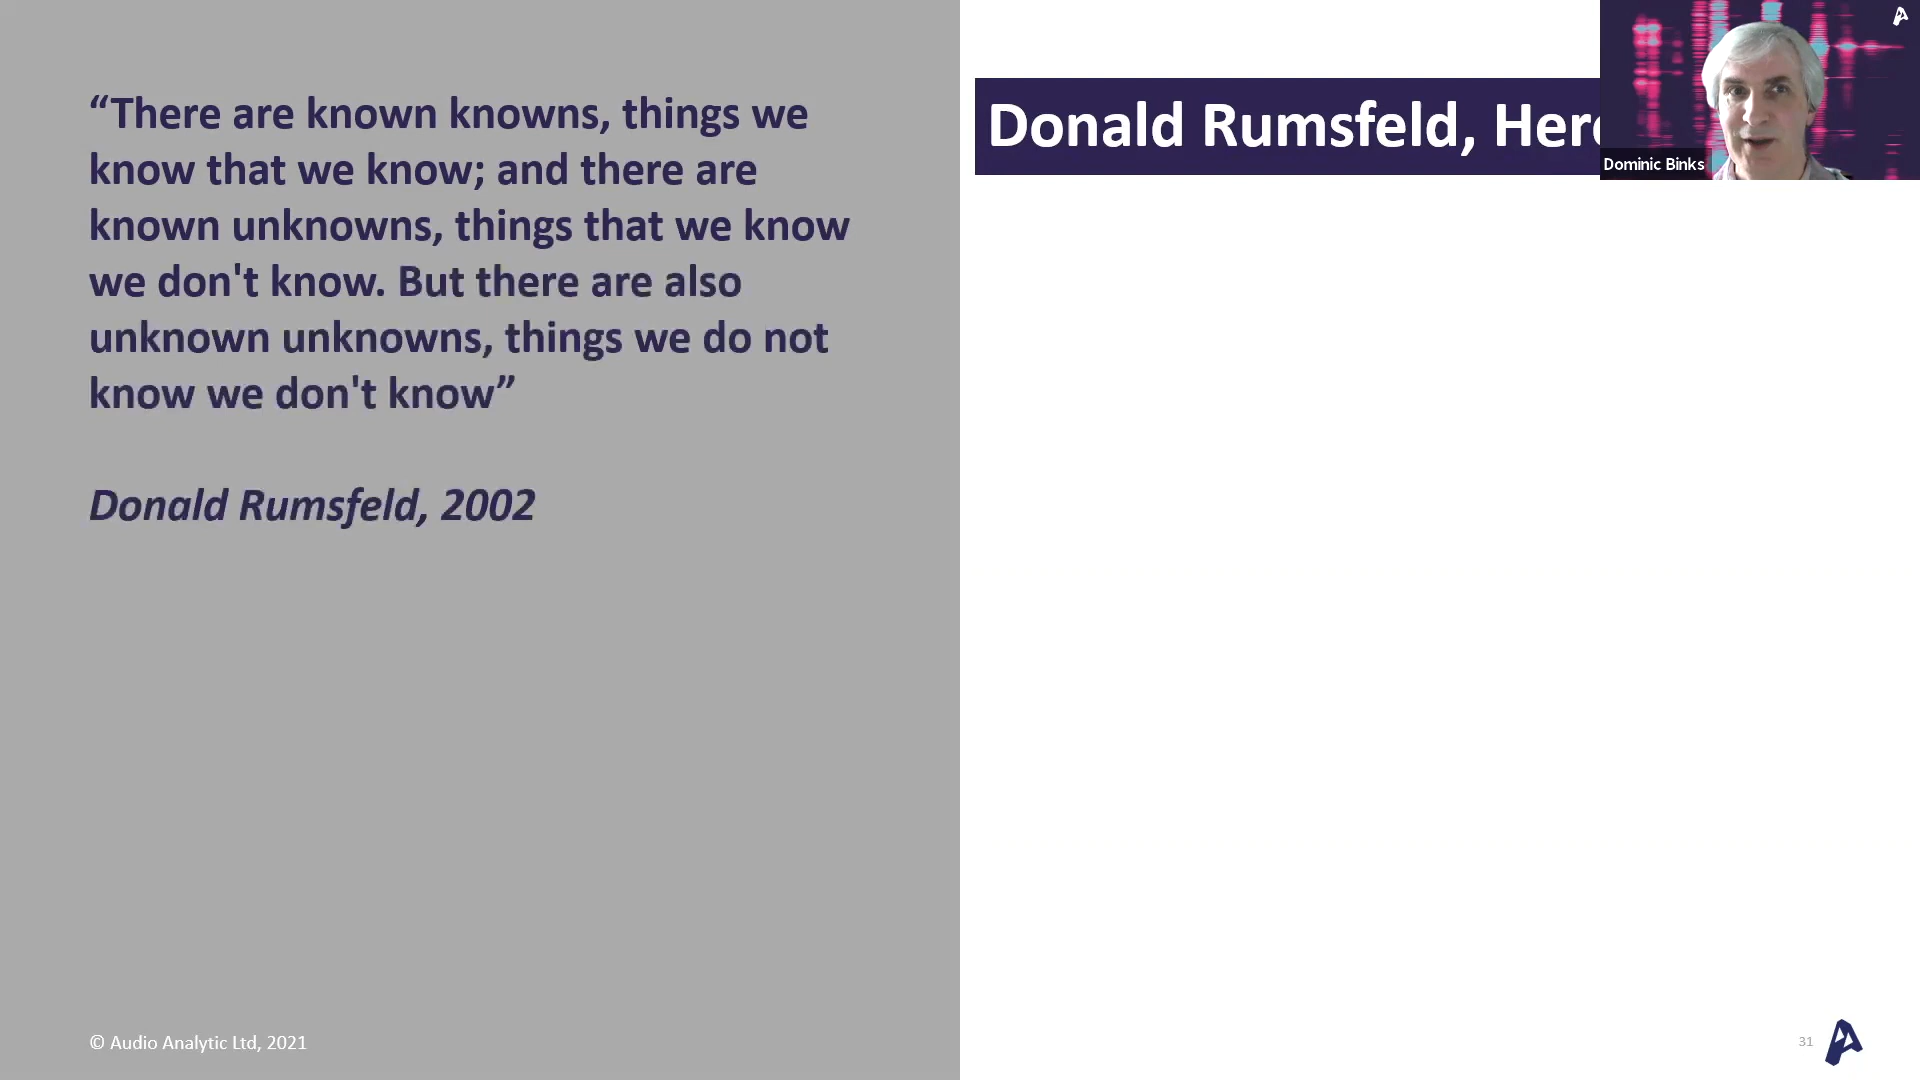 “There are known knowns, things we
know that we know; and there are
known unknowns, things that we know
we don't know. But there are also
unknown unknowns, things we do not
know we don't know”
Donald Rumsfeld, 2002
Donald Rumsfeld,
Dominic Binks
© Audio Analytic Ltd, 2021
31